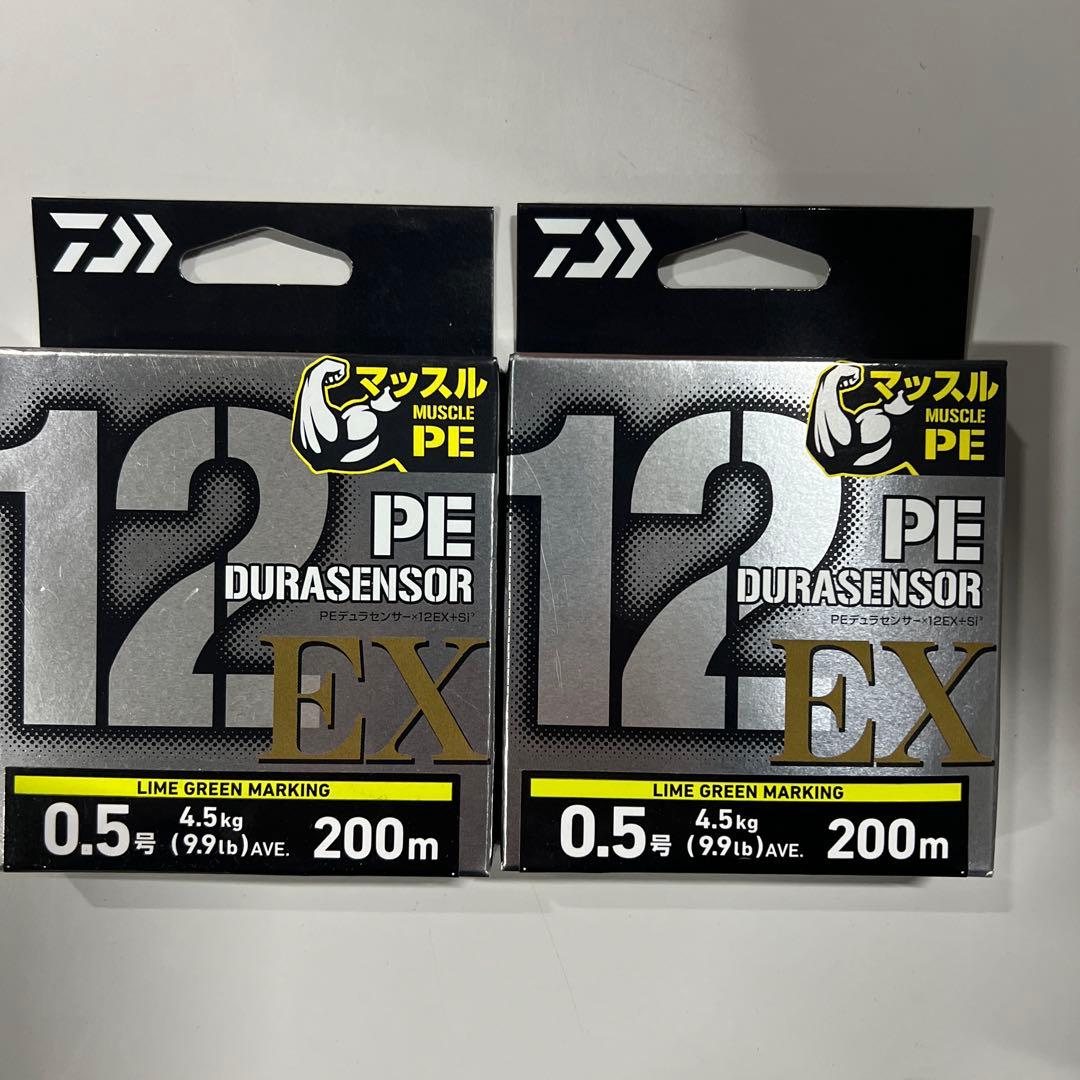 12
マッスル
MUSCLE
PE
PE
DURASENSOR
PEデュラセンサー×12EX+Si³
EX
LIME GREEN MARKING
0.5号 4.5kg (9.9lb)AVE. 200m
12
マッスル
MUSCLE
PE
PE
DURASENSOR
PEデュラセンサー×12EX+Si³
EX
LIME GREEN MARKING
0.5号 4.5kg (9.9lb)AVE. 200m